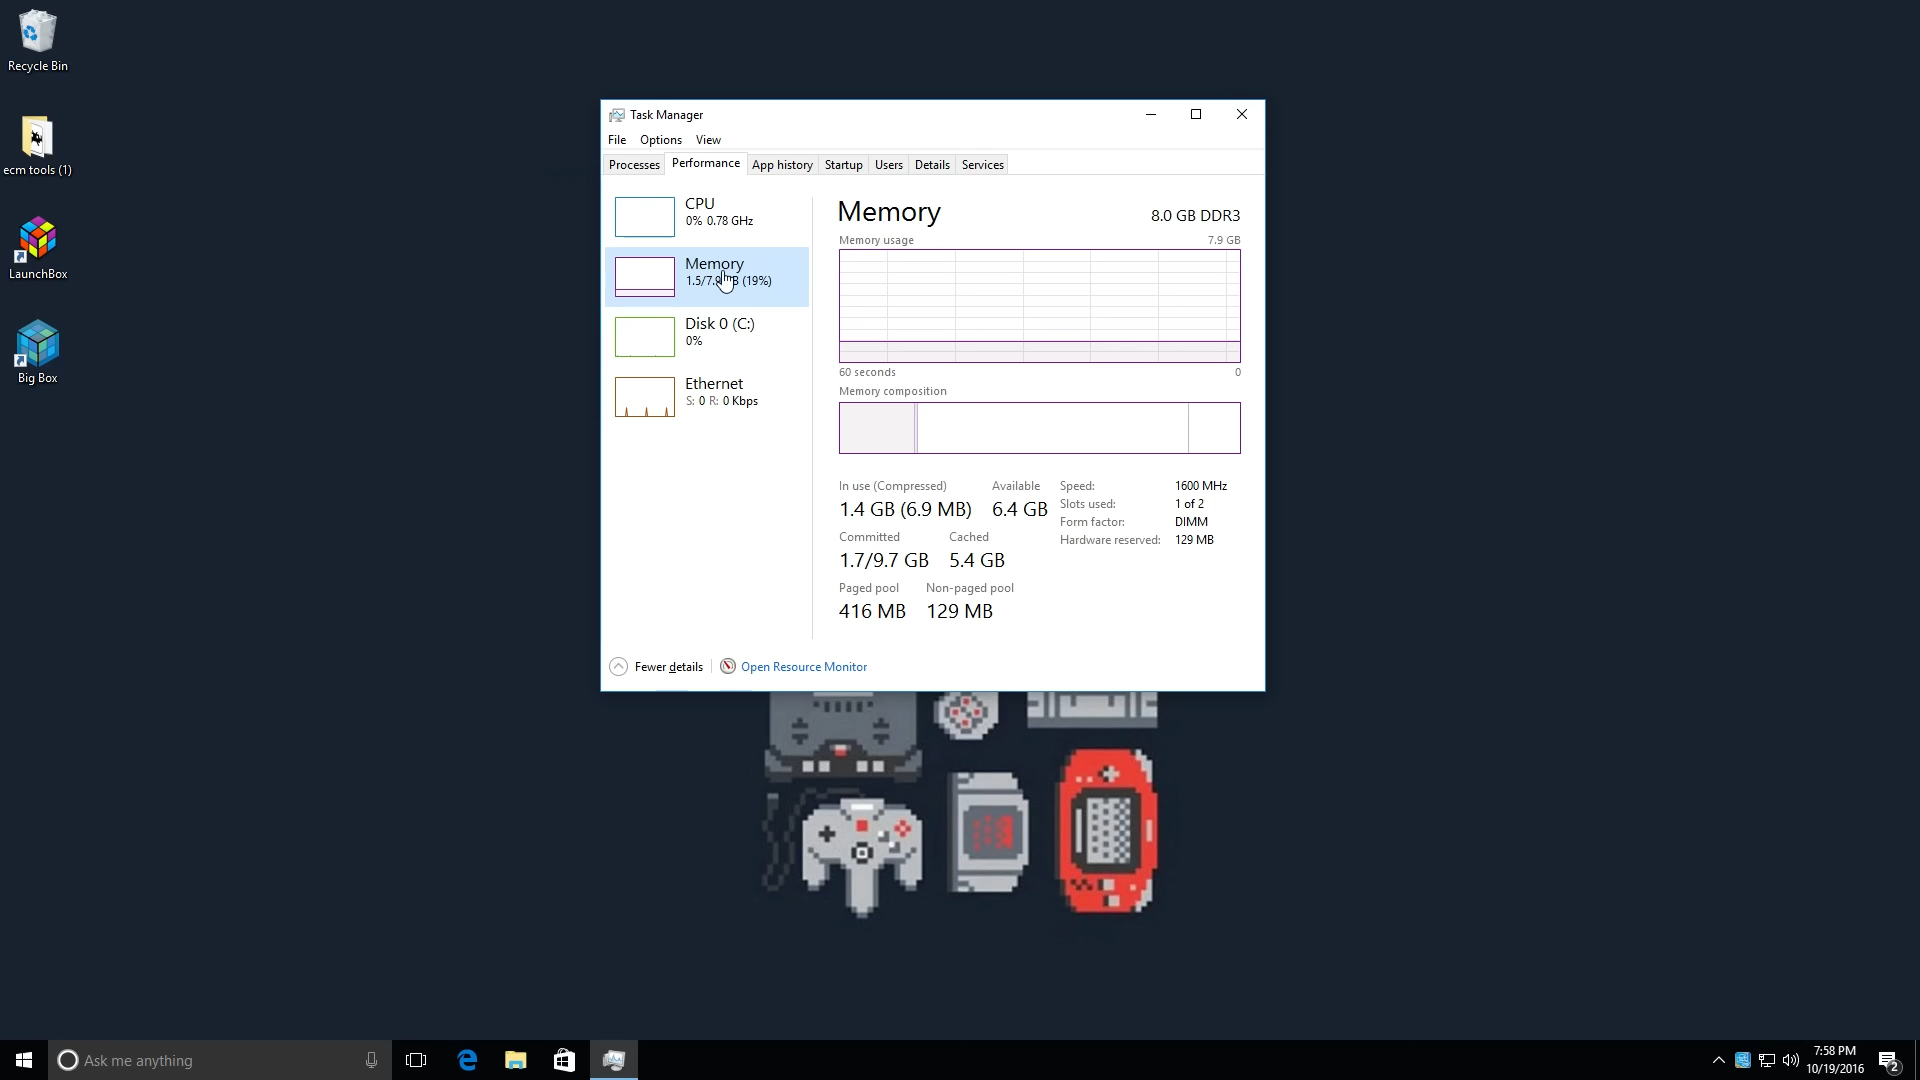 Recycle Bin
ecm tools (1)
LaunchBox
Big Box
Task Manager
File Options View
Processes Performance App history Startup Users Details Services
CPU
0% 0.78 GHz
Memory
(19%)
Disk 0 (C:)
0%
Ethernet
S: 0 R: 0 Kbps
Memory 8.0 GB DDR3
Memory usage 7.9 GB
60 seconds 0
Memory composition
In use (Compressed) Available
1.4 GB (6.9 MB) 6.4 GB
Committed Cached
1.7/9.7 GB 5.4 GB
Paged pool Non-paged pool
416 MB 129 MB
Speed: 1600 MHz
Slots used: 1 of 2
Form factor: DIMM
Hardware reserved: 129 MB
Fewer details Open Resource Monitor
Ask me anything
7:58 PM
10/19/2016
2